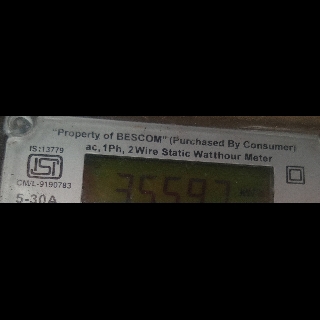 "Property of BESCOM" (Purchased By Consumer)
ac, 1Ph, 2Wire Static Watthour Meter
IS:13779
ISI
CM/L-9190783
5-30A
35597